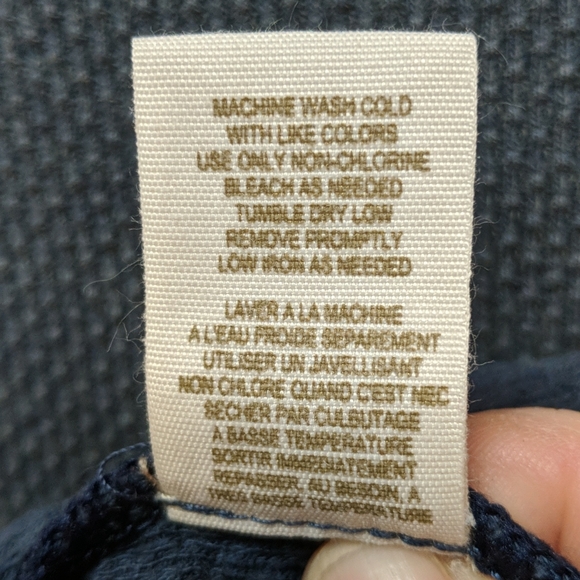 MACHINE WASH COLD
WITH LIKE COLORS
USE ONLY NON-CHLORINE
BLEACH AS NEEDED
TUMBLE DRY LOW
REMOVE PROMPTLY
LOW IRON AS NEEDED
LAVER A LA MACHINE
A L'EAU FROIDE SEPAREMENT
UTILISER UN JAVELLISANT
NON CHLORE QUAND C'EST NEC
SECHER PAR CULBUTAGE
A BASSE TEMPERATURE
SORTIR IMMEDIATEMENT
REPASSER, AU BESOIN, A
TRES BASSE TEMPERATURE